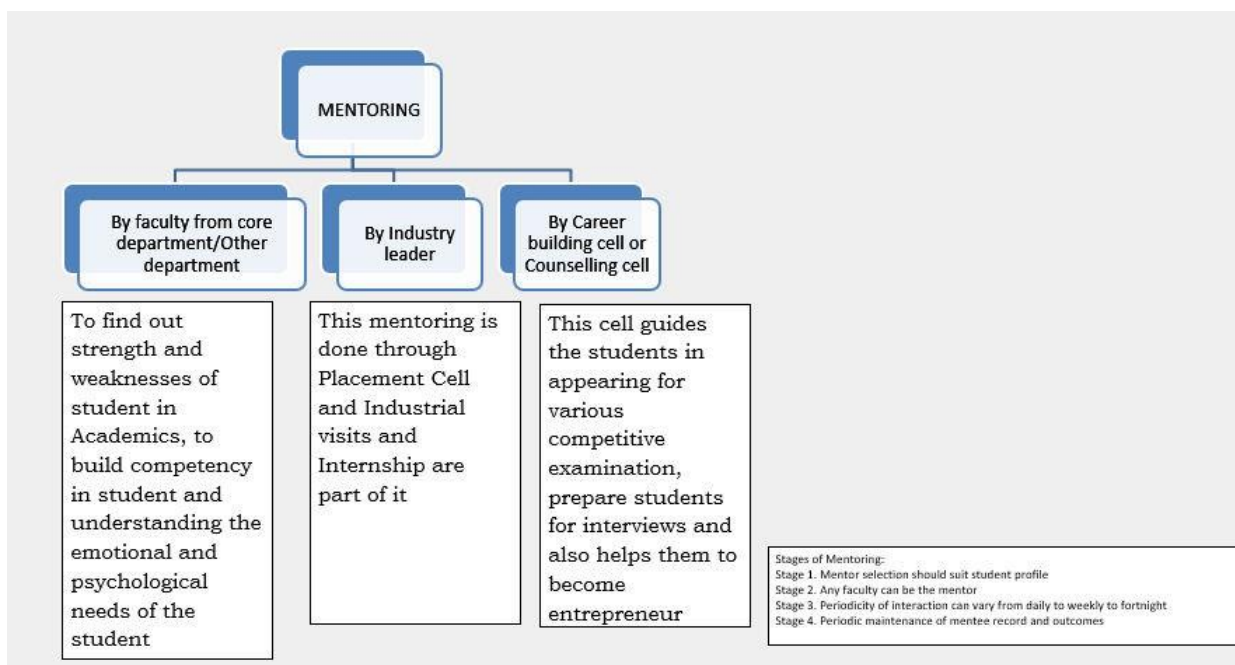 MENTORING
By faculty from core
department/Other
department
By Industry
leader
By Career
building cell or
Counselling cell
To find out
strength and
weaknesses of
student in
Academics, to
build competency
in student and
understanding the
emotional and
psychological
needs of the
student
This mentoring is
done through
Placement Cell
and Industrial
visits and
Internship are
part of it
This cell guides
the students in
appearing for
various
competitive
examination,
prepare students
for interviews and
also helps them to
become
entrepreneur
Stages of Mentoring:
Stage 1. Mentor selection should suit student profile
Stage 2. Any faculty can be the mentor
Stage 3. Periodicity of interaction can vary from daily to weekly to fortnight
Stage 4. Periodic maintenance of mentee record and outcomes